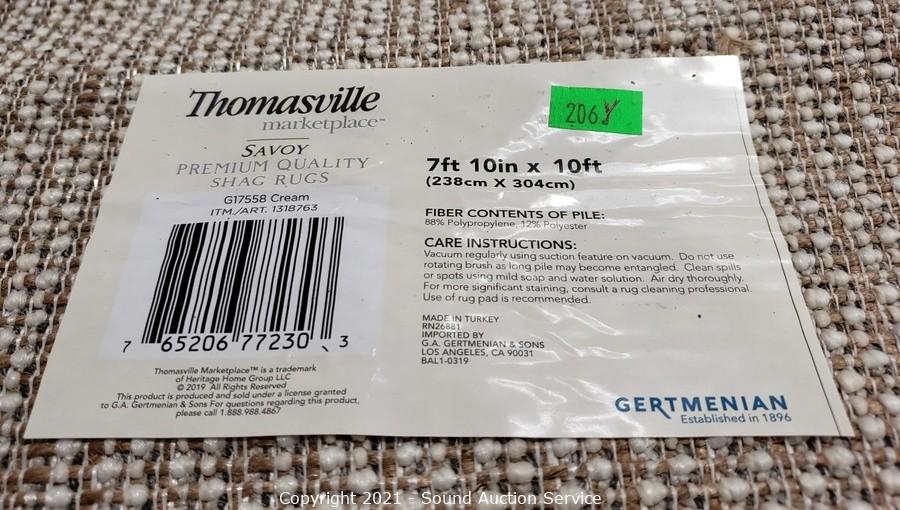 Thomasville
marketplace™
SAVOY
PREMIUM QUALITY
SHAG RUGS
G17558 Cream
ITM./ART. 1318763
7 65206 77230 3
Thomasville Marketplace™ is a trademark
of Heritage Home Group LLC
© 2019 All Rights Reserved
This product is produced and sold under a license granted
to G.A. Gertmenian & Sons For questions regarding this product,
please call 1.888.988.4867
206Y
7ft 10in x 10ft
(238cm X 304cm)
FIBER CONTENTS OF PILE:
88% Polypropylene, 12% Polyester
CARE INSTRUCTIONS:
Vacuum regularly using suction feature on vacuum. Do not use
rotating brush as long pile may become entangled. Clean spills
or spots using mild soap and water solution. Air dry thoroughly.
For more significant staining, consult a rug cleaning professional.
Use of rug pad is recommended.
MADE IN TURKEY
RN26881
IMPORTED BY
G.A. GERTMENIAN & SONS
LOS ANGELES, CA 90031
BAL1-0319
GERTMENIAN
Established in 1896
Copyright 2021 - Sound Auction Service